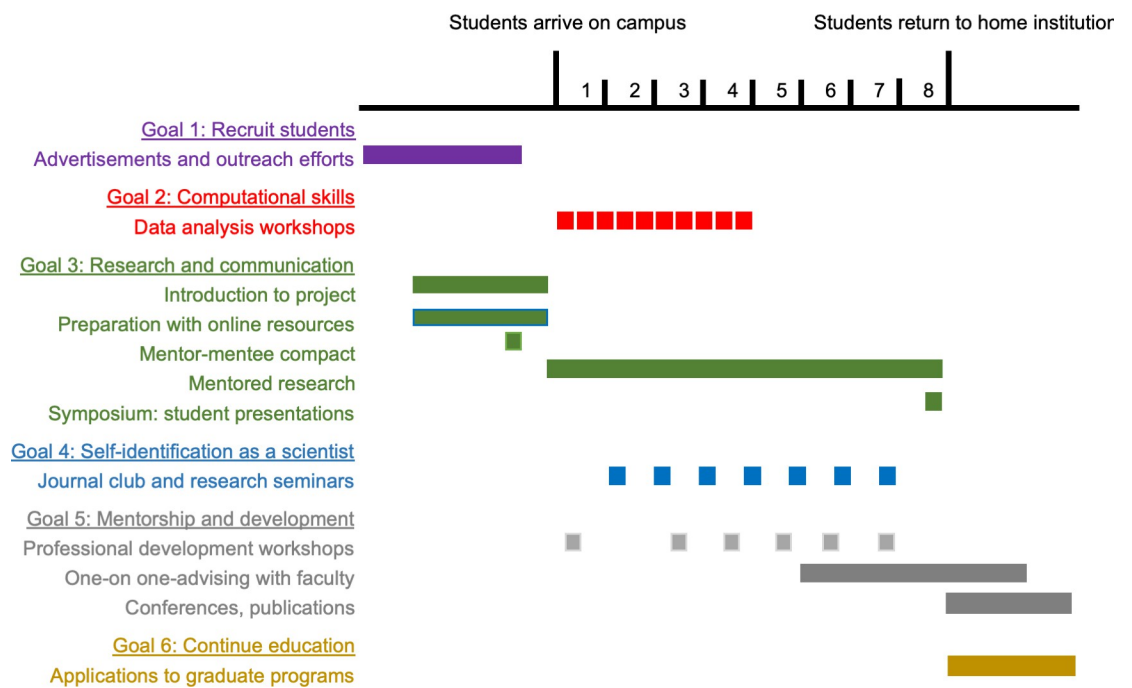 Students arrive on campus
Students return to home institution
1 2 3 4 5 6 7 8
Goal 1: Recruit students
Advertisements and outreach efforts
Goal 2: Computational skills
Data analysis workshops
Goal 3: Research and communication
Introduction to project
Preparation with online resources
Mentor-mentee compact
Mentored research
Symposium: student presentations
Goal 4: Self-identification as a scientist
Journal club and research seminars
Goal 5: Mentorship and development
Professional development workshops
One-on one-advising with faculty
Conferences, publications
Goal 6: Continue education
Applications to graduate programs